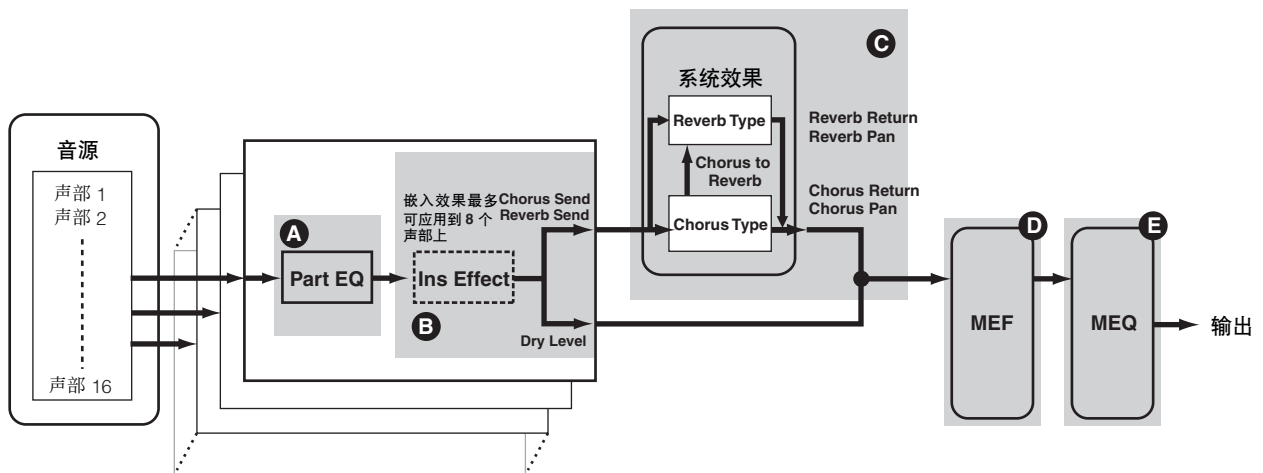 音源
声部 1
声部 2
声部 16
A
Part EQ
嵌入效果最多
可应用到 8 个
声部上
Ins Effect
B
Chorus Send
Reverb Send
Dry Level
C
系统效果
Reverb Type
Chorus to
Reverb
Chorus Type
Reverb Return
Reverb Pan
Chorus Return
Chorus Pan
D
MEF
E
MEQ
输出